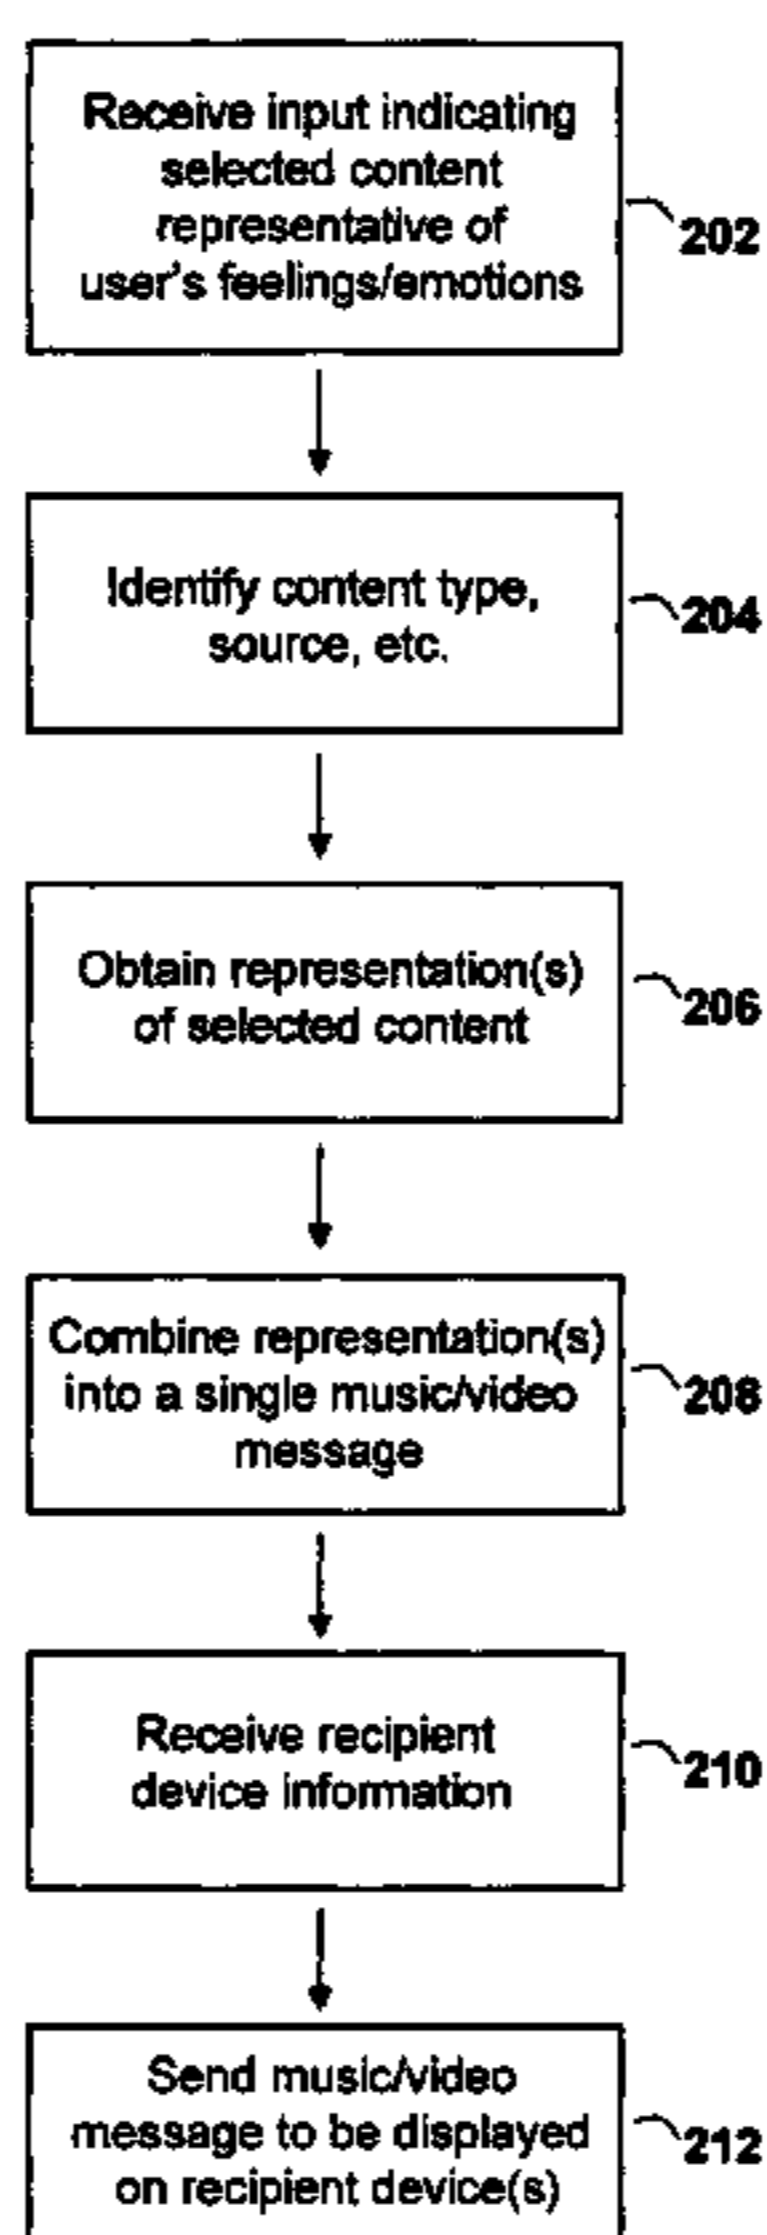 Receive input indicating
selected content
representative of
user's feelings/emotions
202
Identify content type,
source, etc.
204
Obtain representation(s)
of selected content
206
Combine representation(s)
into a single music/video
message
208
Receive recipient
device information
210
Send music/video
message to be displayed
on recipient device(s)
212